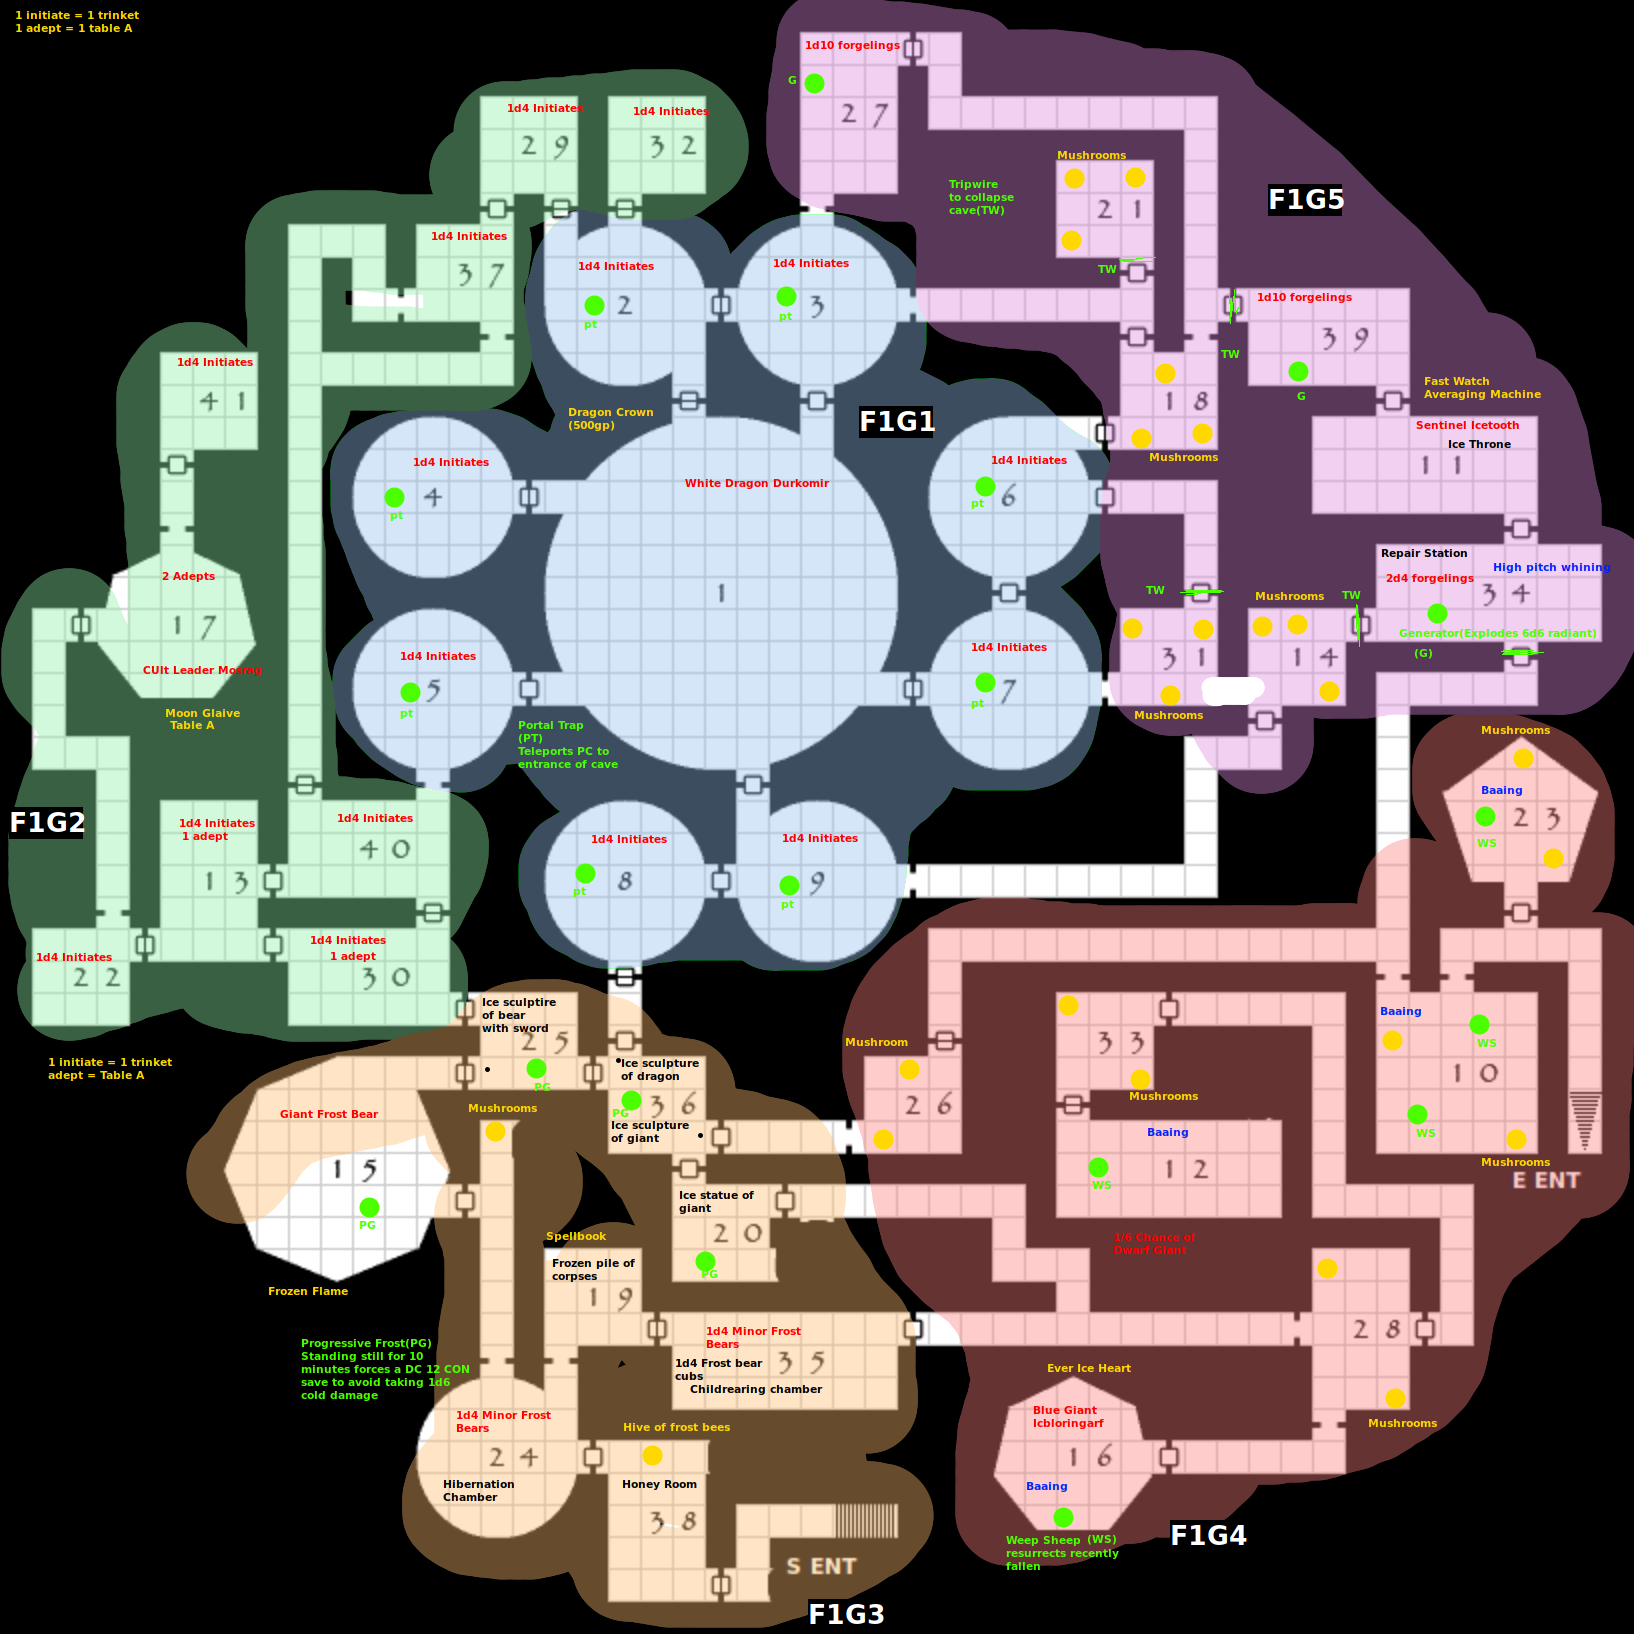 1 initiate = 1 trinket
1 adept = 1 table A
1d10 forgelings
G
27
1d4 Initiates
29
1d4 Initiates
32
Mushrooms
21
Tripwire
to collapse
cave(TW)
TW
F1G5
1d4 Initiates
37
1d4 Initiates
2
pt
1d4 Initiates
3
pt
1d10 forgelings
39
TW
G
1d4 Initiates
41
Dragon Crown
(500gp)
F1G1
18
Mushrooms
Fast Watch
Averaging Machine
Sentinel Icetooth
Ice Throne
11
1d4 Initiates
4
pt
White Dragon Durkomir
1
1d4 Initiates
6
pt
Repair Station
High pitch whining
2d4 forgelings
34
Generator(Explodes 6d6 radiant)
(G)
2 Adepts
17
CUlt Leader Mosrag
Moon Glaive
Table A
1d4 Initiates
5
pt
Portal Trap
(PT)
Teleports PC to
entrance of cave
1d4 Initiates
7
pt
TW
31
Mushrooms
Mushrooms
TW
14
F1G2
1d4 Initiates
1 adept
13
1d4 Initiates
40
1d4 Initiates
8
pt
1d4 Initiates
9
pt
Mushrooms
Baaing
23
WS
1d4 Initiates
22
1d4 Initiates
1 adept
30
1 initiate = 1 trinket
adept = Table A
Ice sculptire
of bear
with sword
25
PG
Ice sculpture
of dragon
PG
36
Ice sculpture
of giant
Mushroom
26
33
Mushrooms
Baaing
WS
10
WS
Mushrooms
E ENT
Giant Frost Bear
15
PG
Frozen Flame
Mushrooms
Ice statue of
giant
20
PG
Baaing
12
WS
1/6 Chance of
Dwarf Giant
Spellbook
Frozen pile of
corpses
19
1d4 Minor Frost
Bears
35
1d4 Frost bear
cubs
Childrearing chamber
28
Mushrooms
Progressive Frost(PG)
Standing still for 10
minutes forces a DC 12 CON
save to avoid taking 1d6
cold damage
1d4 Minor Frost
Bears
24
Hibernation
Chamber
Hive of frost bees
Honey Room
38
S ENT
F1G3
Ever Ice Heart
Blue Giant
Icbloringarf
16
Baaing
Weep Sheep (WS)
resurrects recently
fallen
F1G4